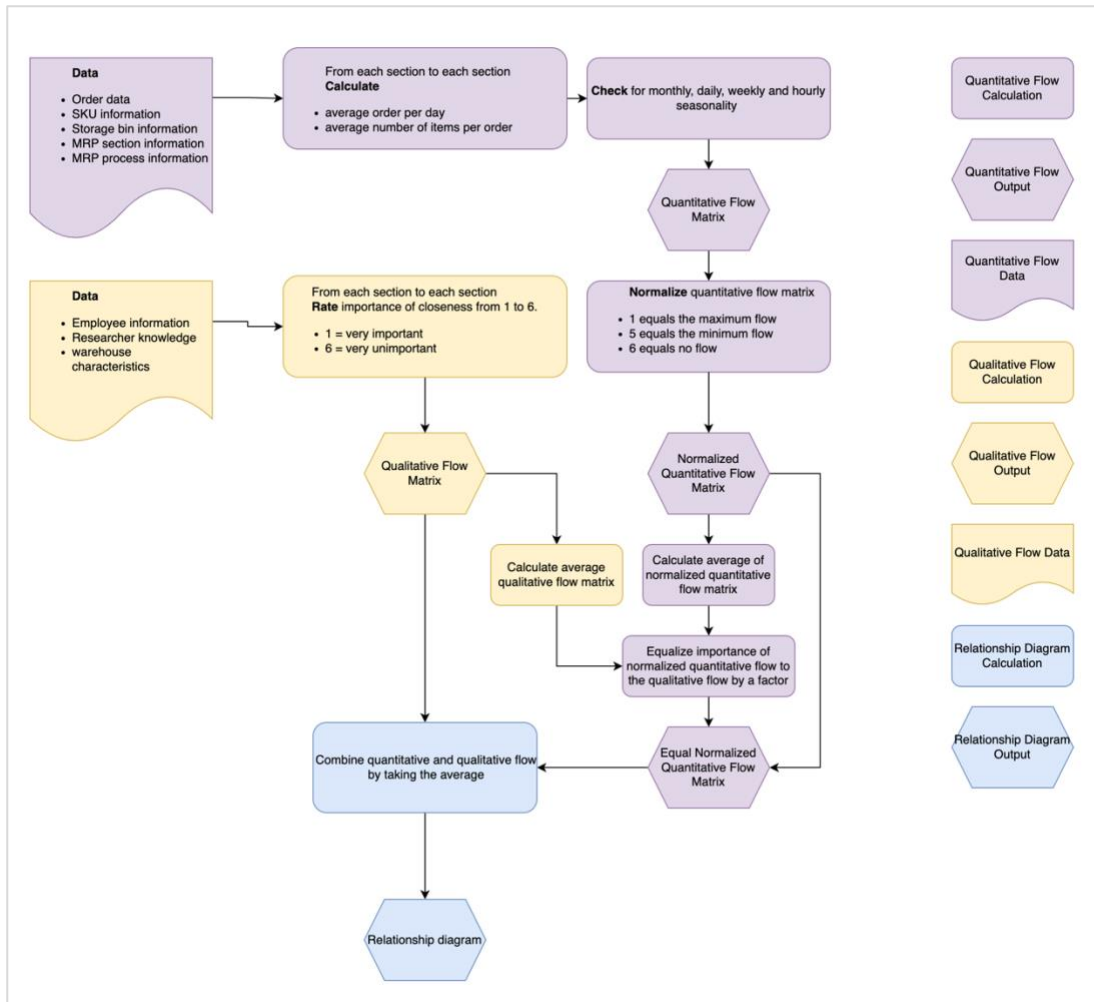 Data
• Order data
• SKU information
• Storage bin information
• MRP section information
• MRP process information
From each section to each section
Calculate
• average order per day
• average number of items per order
Check for monthly, daily, weekly and hourly
seasonality
Quantitative Flow
Matrix
Data
• Employee information
• Researcher knowledge
• warehouse
characteristics
From each section to each section
Rate importance of closeness from 1 to 6.
• 1 = very important
• 6 = very unimportant
Normalize quantitative flow matrix
• 1 equals the maximum flow
• 5 equals the minimum flow
• 6 equals no flow
Qualitative Flow
Matrix
Normalized
Quantitative Flow
Matrix
Calculate average
qualitative flow matrix
Calculate average of
normalized quantitative
flow matrix
Equalize importance of
normalized quantitative flow to
the qualitative flow by a factor
Combine quantitative and qualitative flow
by taking the average
Equal Normalized
Quantitative Flow
Matrix
Relationship diagram
Quantitative Flow
Calculation
Quantitative Flow
Output
Quantitative Flow
Data
Qualitative Flow
Calculation
Qualitative Flow
Output
Qualitative Flow Data
Relationship Diagram
Calculation
Relationship Diagram
Output